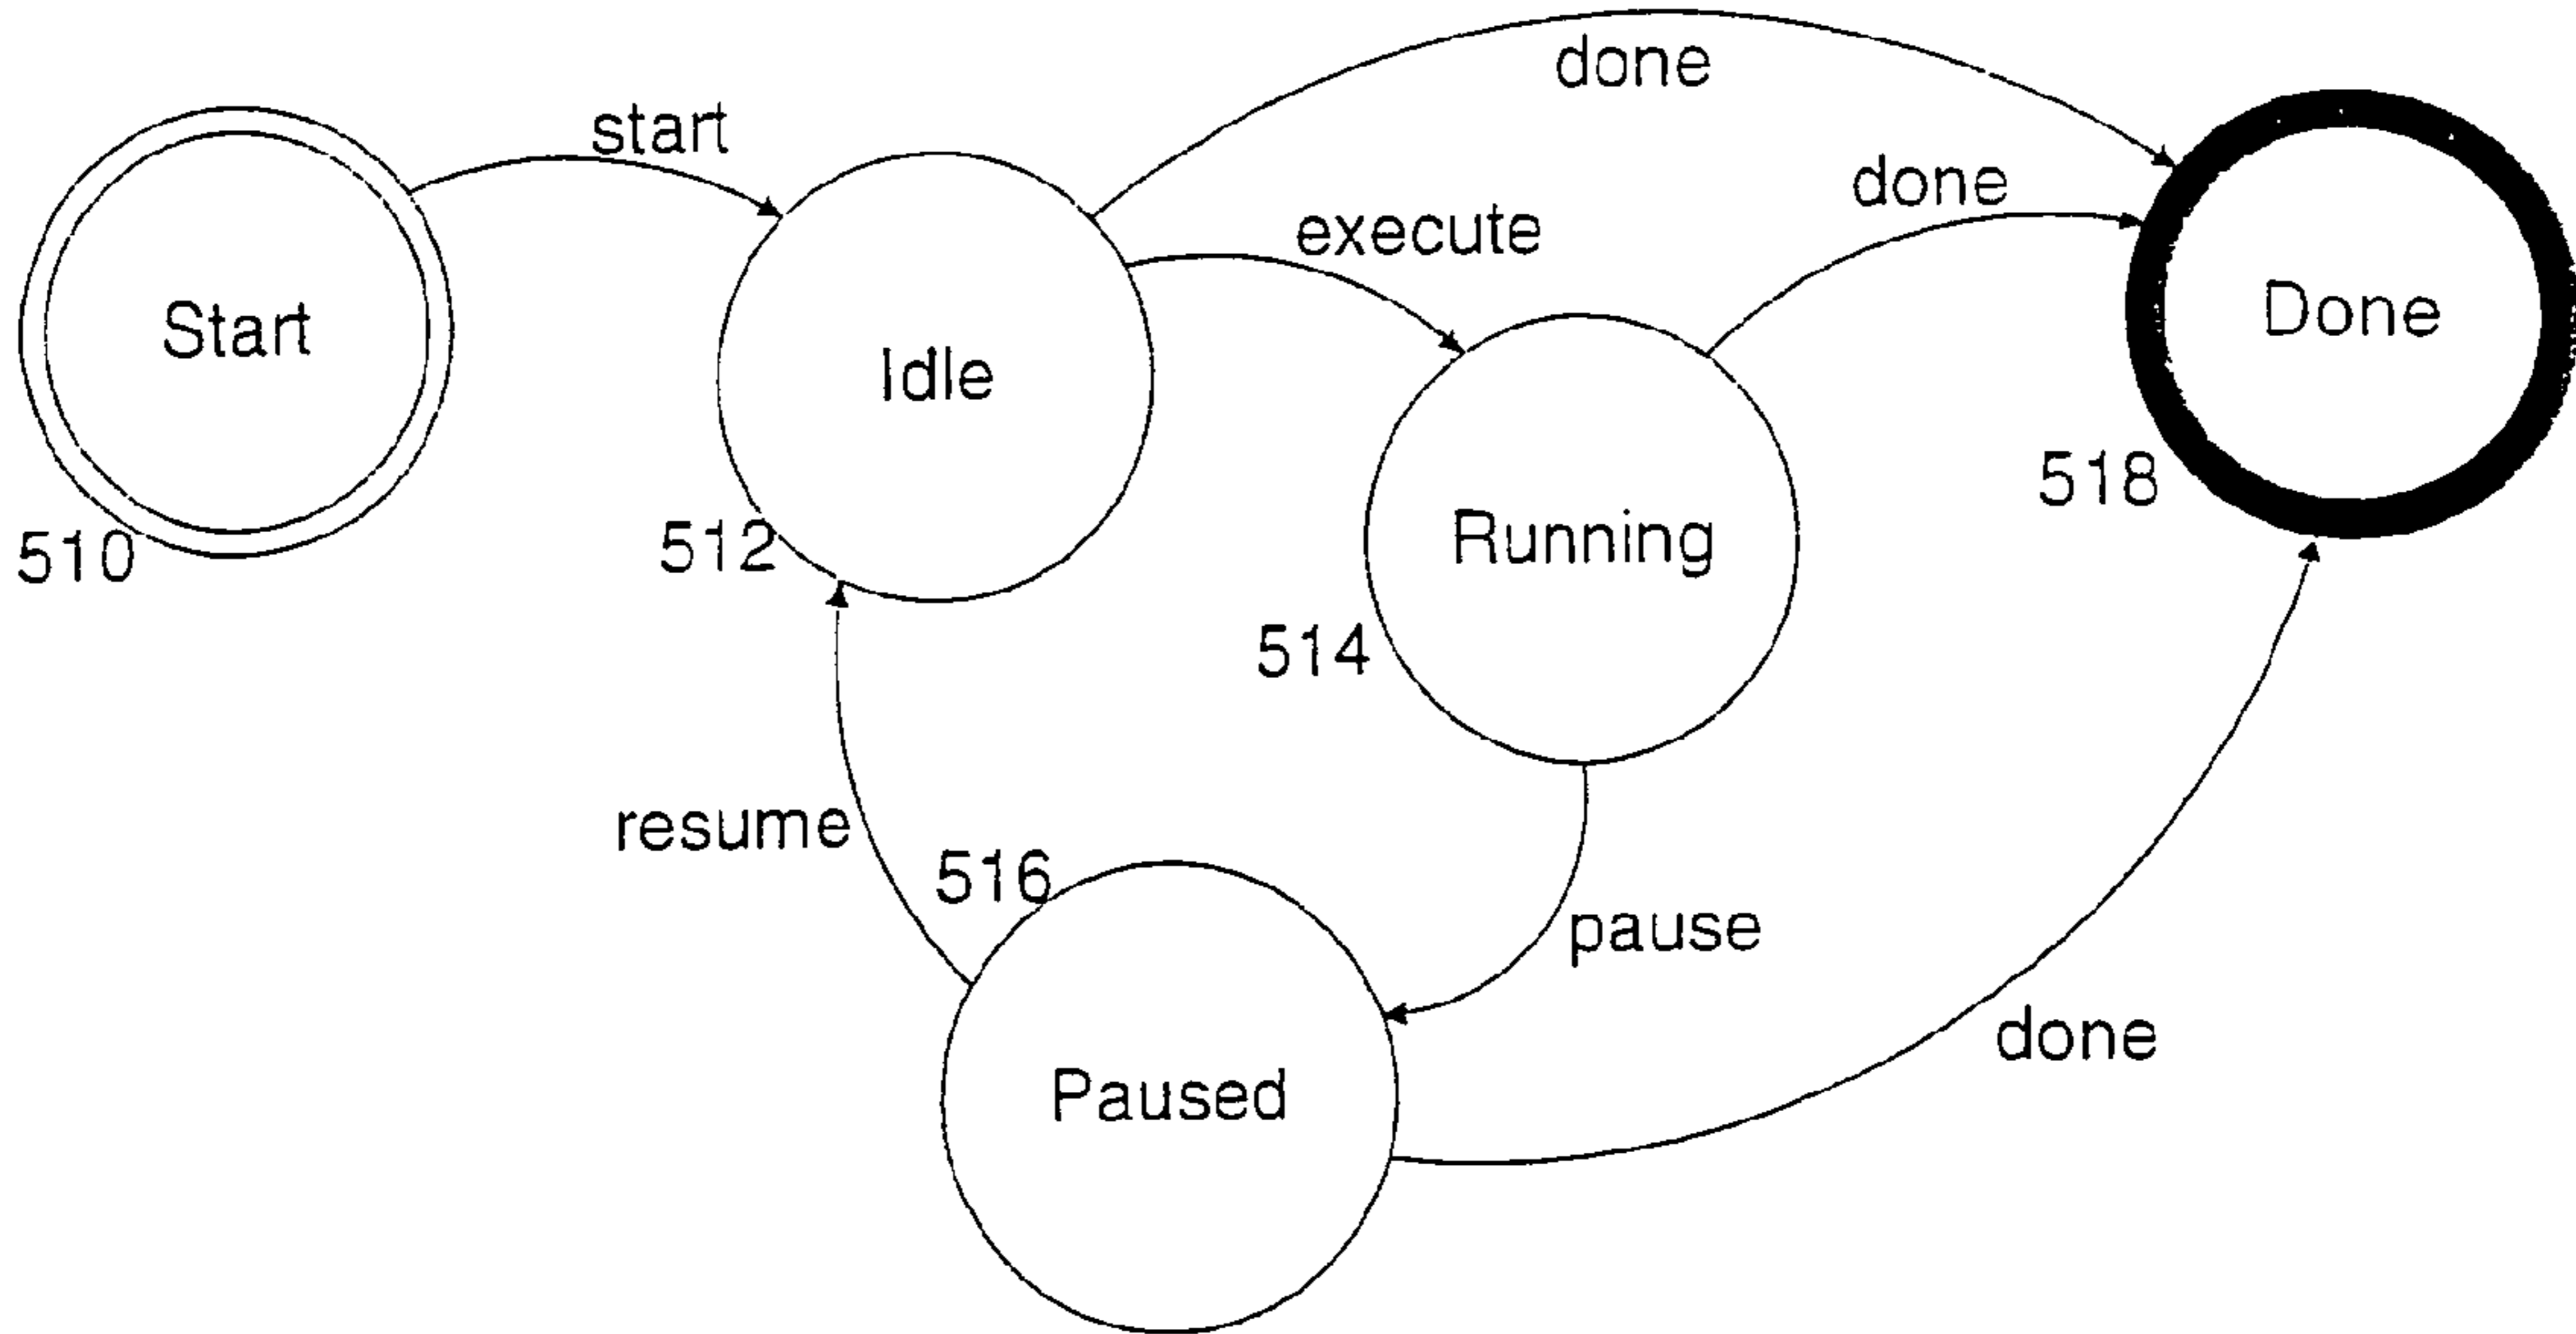 done
start
done
execute
Start
Done
Idle
518
Running
512
510
514
resume
516
pause
done
Paused